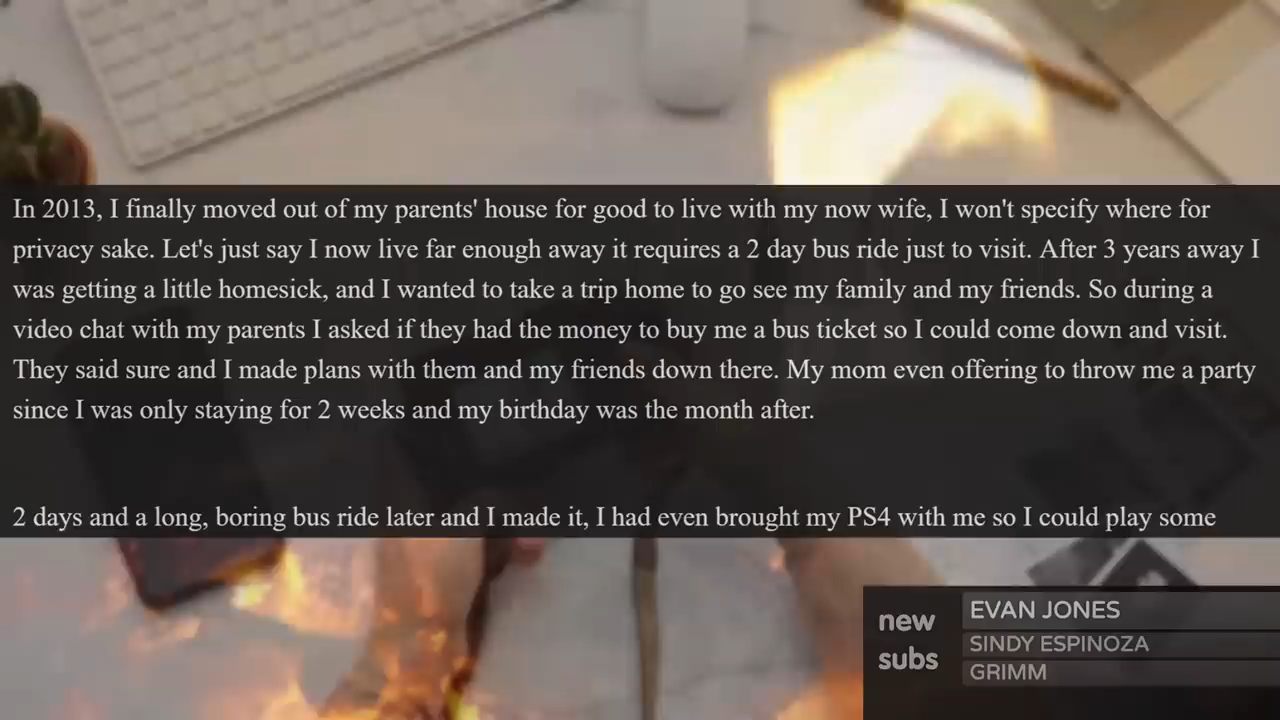 In 2013, I finally moved out of my parents' house for good to live with my now wife, I won't specify where for
privacy sake. Let's just say I now live far enough away it requires a 2 day bus ride just to visit. After 3 years away I
was getting a little homesick, and I wanted to take a trip home to go see my family and my friends. So during a
video chat with my parents I asked if they had the money to buy me a bus ticket so I could come down and visit.
They said sure and I made plans with them and my friends down there. My mom even offering to throw me a party
since I was only staying for 2 weeks and my birthday was the month after.
2 days and a long, boring bus ride later and I made it, I had even brought my PS4 with me so I could play some
new
subs
EVAN JONES
SINDY ESPINOZA
GRIMM